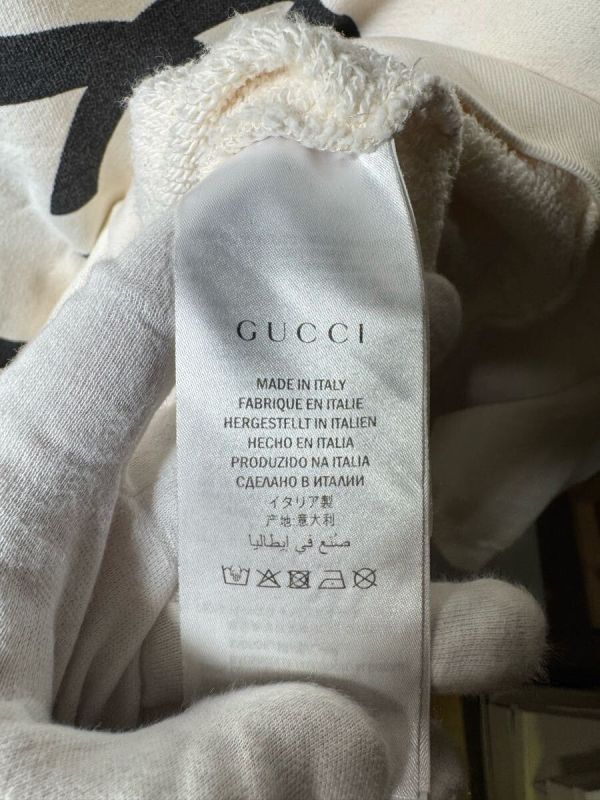 GUCCI
MADE IN ITALY
FABRIQUE EN ITALIE
HERGESTELLT IN ITALIEN
HECHO EN ITALIA
PRODUZIDO NA ITALIA
СДЕЛАНО В ИТАЛИИ
イタリア製
产地:意大利
صنع في إيطاليا